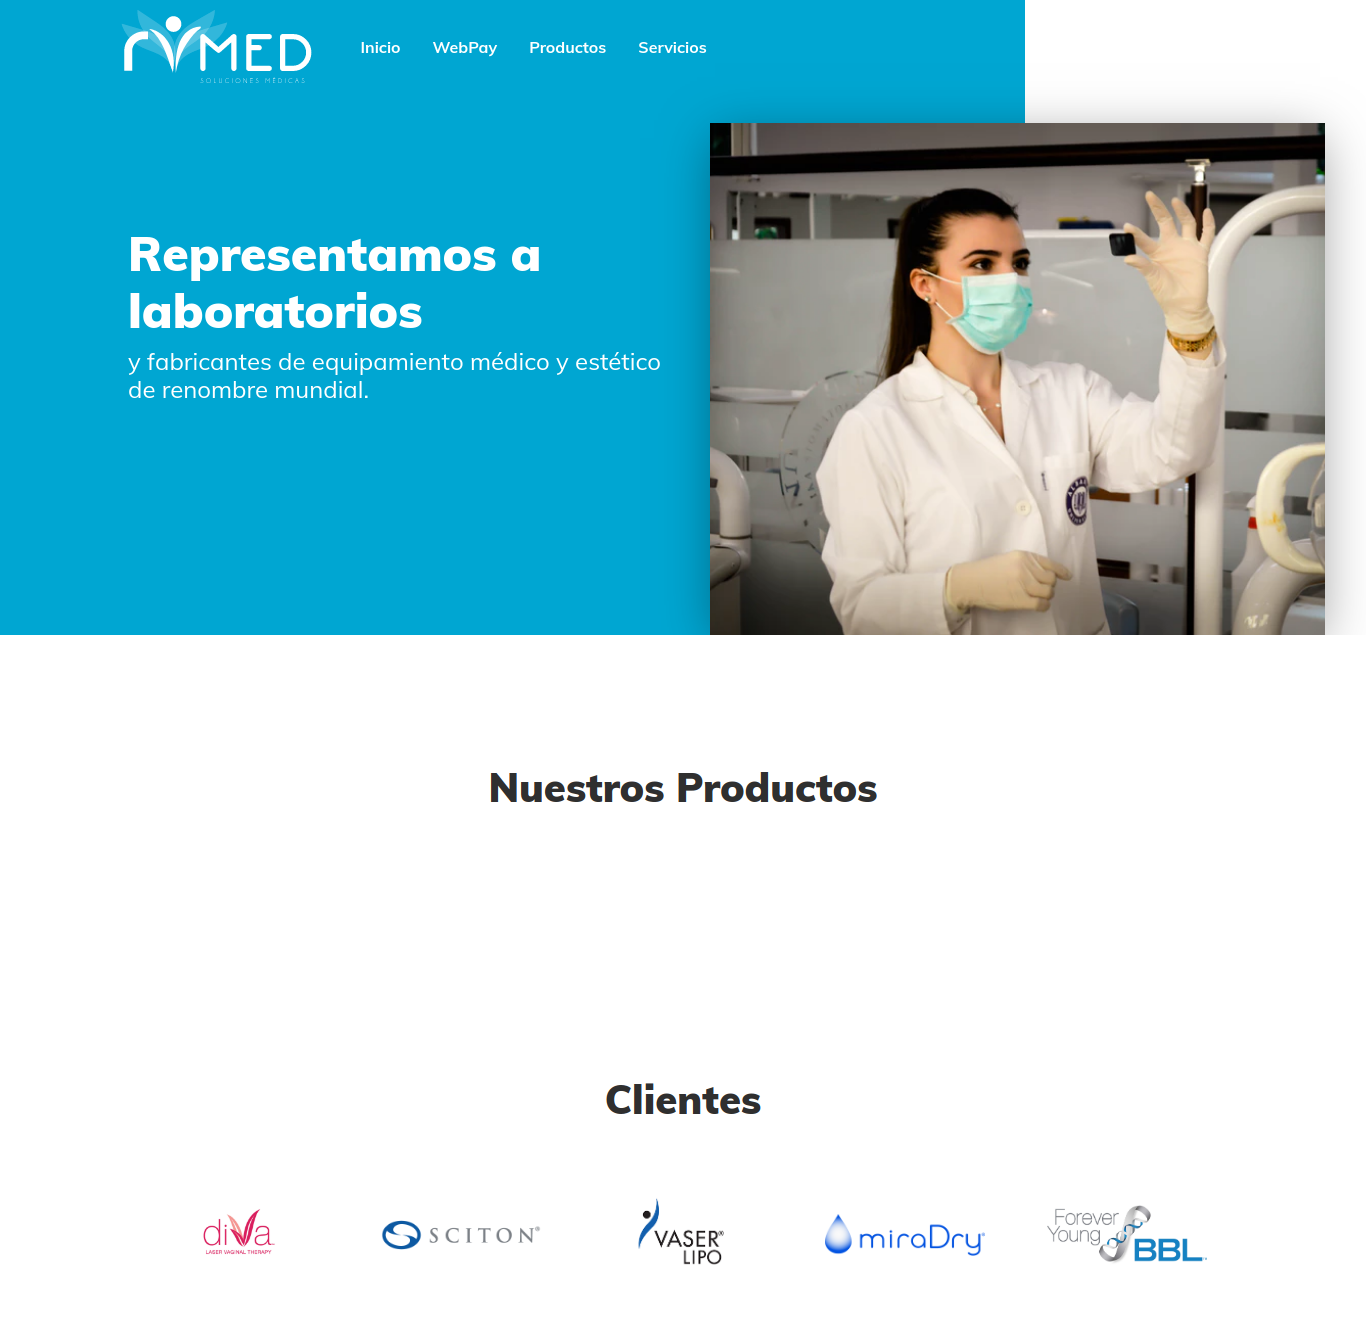 rymed
SOLUCIONES MÉDICAS
Inicio
WebPay
Productos
Servicios
Representamos a
laboratorios
y fabricantes de equipamiento médico y estético
de renombre mundial.
Nuestros Productos
Clientes
diVa
LASER VAGINAL THERAPY
SCITON®
VASER®
LIPO
miraDry®
Forever
Young
BBL